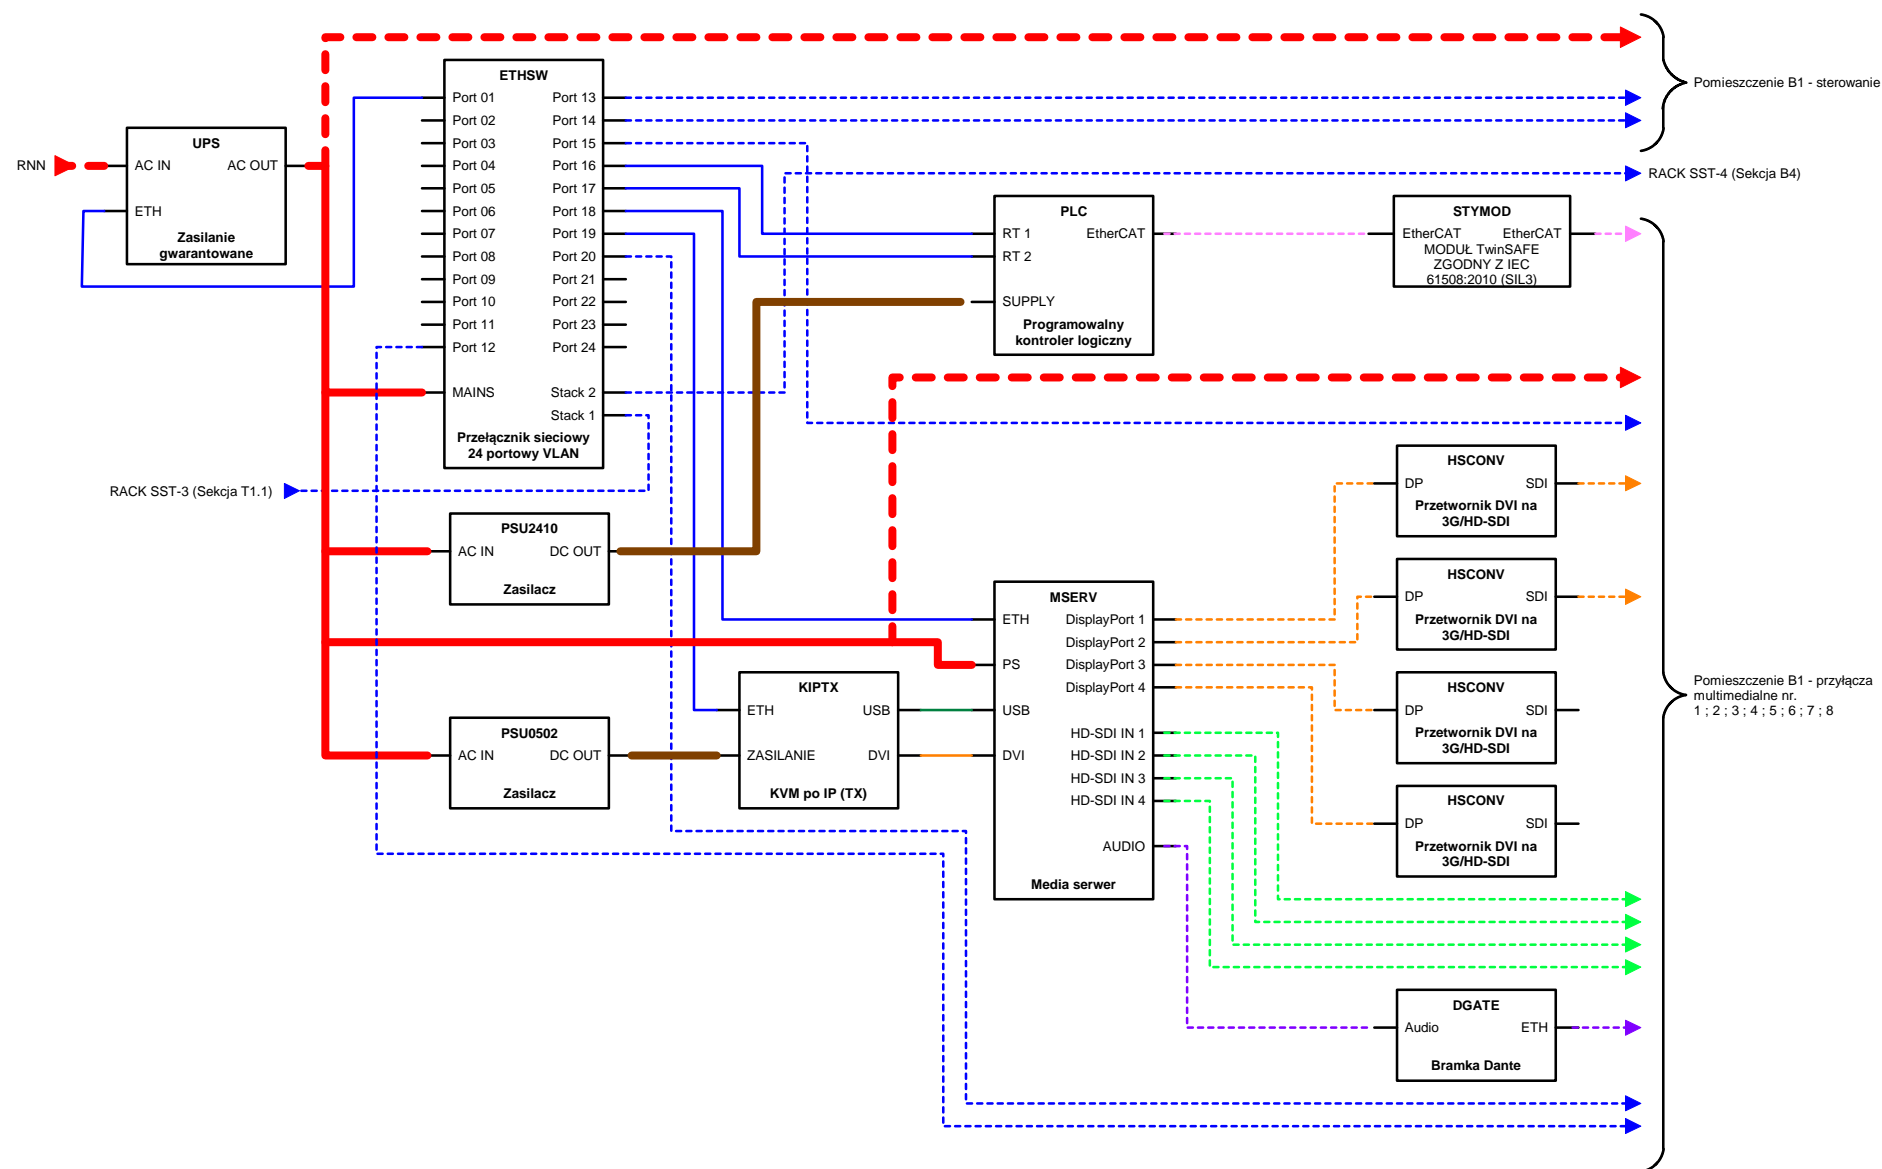 RNN
UPS
AC IN
AC OUT
ETH
Zasilanie
gwarantowane
ETHSW
Port 01
Port 13
Port 02
Port 14
Port 03
Port 15
Port 04
Port 16
Port 05
Port 17
Port 06
Port 18
Port 07
Port 19
Port 08
Port 20
Port 09
Port 21
Port 10
Port 22
Port 11
Port 23
Port 12
Port 24
MAINS
Stack 2
Stack 1
Przełącznik sieciowy
24 portowy VLAN
Pomieszczenie B1 - sterowanie
RACK SST-4 (Sekcja B4)
PLC
RT 1
EtherCAT
RT 2
SUPPLY
Programowalny
kontroler logiczny
STYMOD
EtherCAT
EtherCAT
MODUŁ TwinSAFE
ZGODNY Z IEC
61508:2010 (SIL3)
RACK SST-3 (Sekcja T1.1)
PSU2410
AC IN
DC OUT
Zasilacz
PSU0502
AC IN
DC OUT
Zasilacz
KIPTX
ETH
USB
ZASILANIE
DVI
KVM po IP (TX)
MSERV
ETH
DisplayPort 1
DisplayPort 2
PS
DisplayPort 3
DisplayPort 4
USB
HD-SDI IN 1
DVI
HD-SDI IN 2
HD-SDI IN 3
HD-SDI IN 4
AUDIO
Media serwer
HSCONV
DP
SDI
Przetwornik DVI na
3G/HD-SDI
HSCONV
DP
SDI
Przetwornik DVI na
3G/HD-SDI
HSCONV
DP
SDI
Przetwornik DVI na
3G/HD-SDI
HSCONV
DP
SDI
Przetwornik DVI na
3G/HD-SDI
DGATE
Audio
ETH
Bramka Dante
Pomieszczenie B1 - przyłącza
multimedialne nr.
1 ; 2 ; 3 ; 4 ; 5 ; 6 ; 7 ; 8